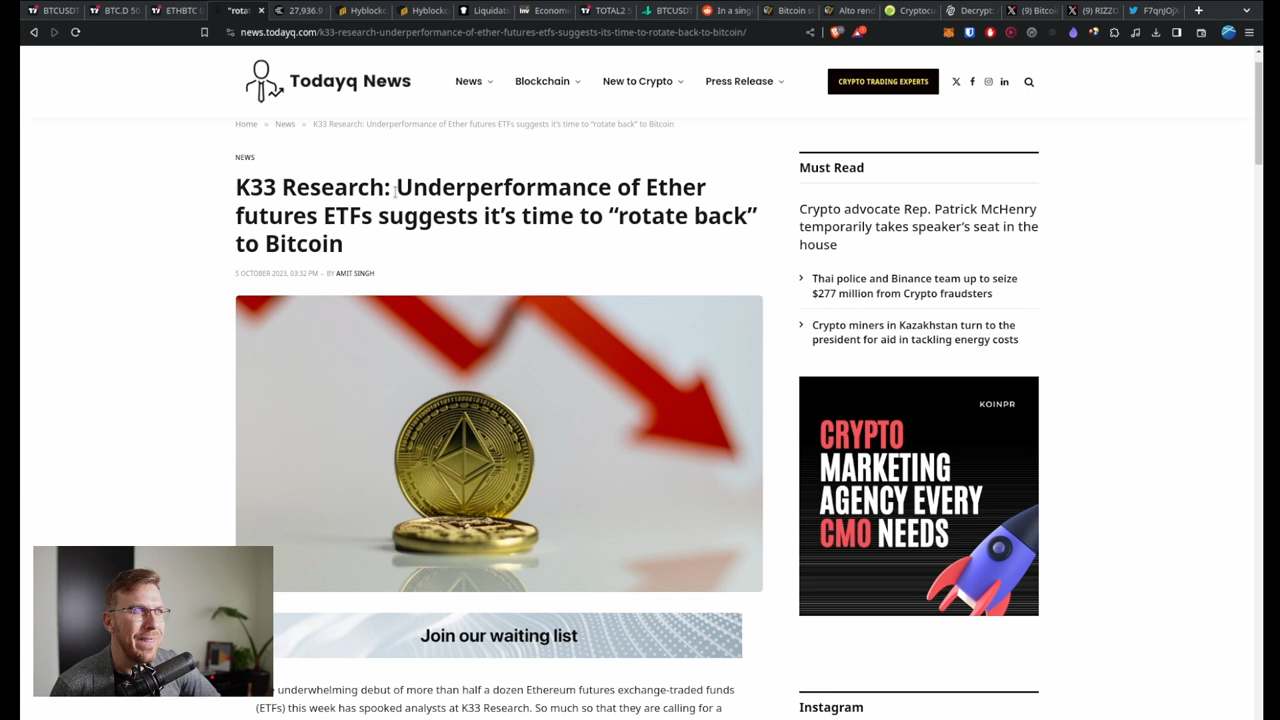 BTCUSDT
BTC.D 50
ETHBTC 0
"rotat
27,936.9
Hyblock
Hyblock
Liquidat
Econom
TOTAL2
BTCUSDT
In a singl
Bitcoin s
Alto rend
Cryptocu
Decrypt
(9) Bitco
(9) RIZZO
F7qnJOjX
news.todayq.com/k33-research-underperformance-of-ether-futures-etfs-suggests-its-time-to-rotate-back-to-bitcoin/
Todayq News
News
Blockchain
New to Crypto
Press Release
CRYPTO TRADING EXPERTS
Home » News » K33 Research: Underperformance of Ether futures ETFs suggests it's time to "rotate back" to Bitcoin
NEWS
K33 Research: Underperformance of Ether
futures ETFs suggests it's time to "rotate back"
to Bitcoin
5 OCTOBER 2023, 03:32 PM – BY AMIT SINGH
Join our waiting list
underwhelming debut of more than half a dozen Ethereum futures exchange-traded funds
(ETFs) this week has spooked analysts at K33 Research. So much so that they are calling for a
Must Read
Crypto advocate Rep. Patrick McHenry
temporarily takes speaker's seat in the
house
Thai police and Binance team up to seize
$277 million from Crypto fraudsters
Crypto miners in Kazakhstan turn to the
president for aid in tackling energy costs
KOINPR
CRYPTO
MARKETING
AGENCY EVERY
CMO NEEDS
Instagram